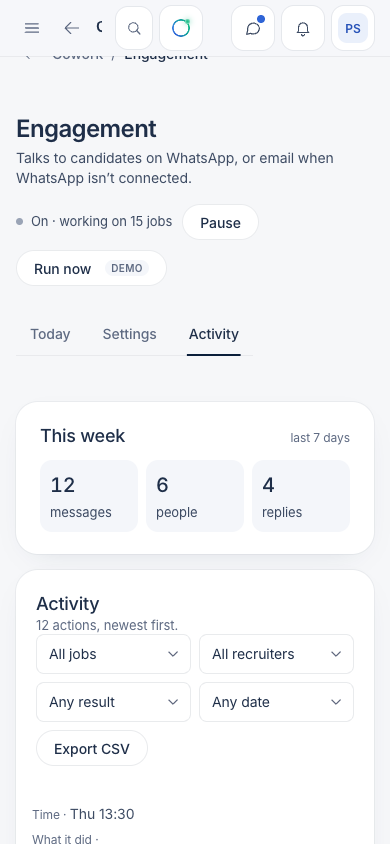 PS
Cowork / Engagement
Engagement
Talks to candidates on WhatsApp, or email when
WhatsApp isn’t connected.
On · working on 15 jobs Pause
Run now DEMO
Today Settings Activity
This week last 7 days
12 6 4
messages people replies
Activity
12 actions, newest first.
All jobs All recruiters
Any result Any date
Export CSV
Time · Thu 13:30
What it did ·